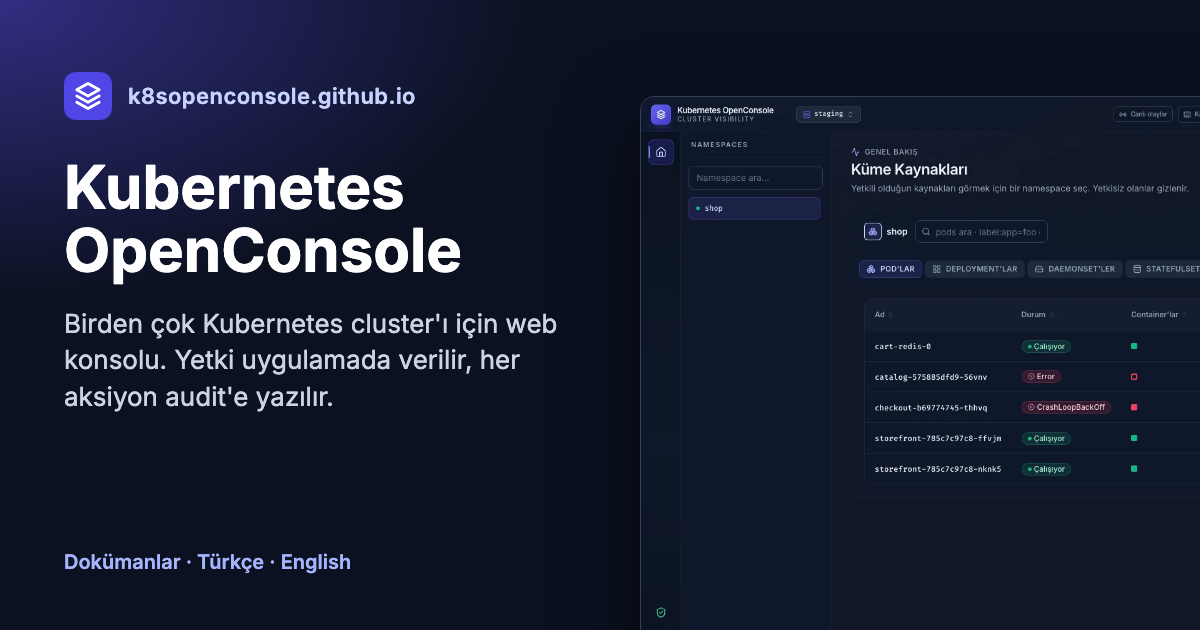 k8sopenconsole.github.io
Kubernetes
OpenConsole
Birden çok Kubernetes cluster'ı için web
konsolu. Yetki uygulamada verilir, her
aksiyon audit'e yazılır.
Dokümanlar · Türkçe · English
Kubernetes OpenConsole
CLUSTER VISIBILITY
staging
Canlı olaylar
NAMESPACES
Namespace ara...
shop
GENEL BAKIŞ
Küme Kaynakları
Yetkili olduğun kaynakları görmek için bir namespace seç. Yetkisiz olanlar gizlenir.
shop
pods ara · label:app=foo ·
POD'LAR DEPLOYMENT'LAR DAEMONSET'LER STATEFULSET
Ad Durum Container'lar
cart-redis-0 Çalışıyor
catalog-575885dfd9-56vnv Error
checkout-b69774745-thhvq CrashLoopBackOff
storefront-785c7c97c8-ffvjm Çalışıyor
storefront-785c7c97c8-nknk5 Çalışıyor